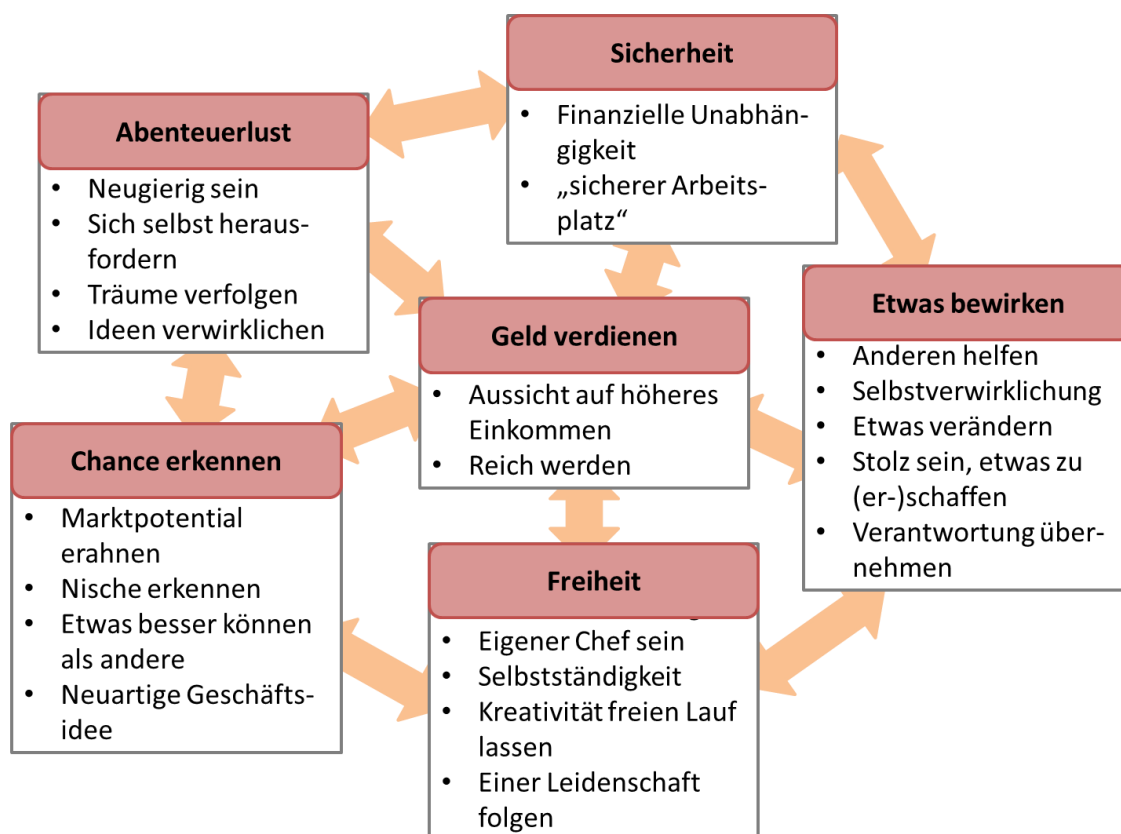 Sicherheit
• Finanzielle Unabhän-
gigkeit
• „sicherer Arbeits-
platz“
Abenteuerlust
• Neugierig sein
• Sich selbst heraus-
fordern
• Träume verfolgen
• Ideen verwirklichen
Geld verdienen
• Aussicht auf höheres
Einkommen
• Reich werden
Etwas bewirken
• Anderen helfen
• Selbstverwirklichung
• Etwas verändern
• Stolz sein, etwas zu
(er-)schaffen
• Verantwortung über-
nehmen
Chance erkennen
• Marktpotential
erahnen
• Nische erkennen
• Etwas besser können
als andere
• Neuartige Geschäfts-
idee
Freiheit
• Eigener Chef sein
• Selbstständigkeit
• Kreativität freien Lauf
lassen
• Einer Leidenschaft
folgen